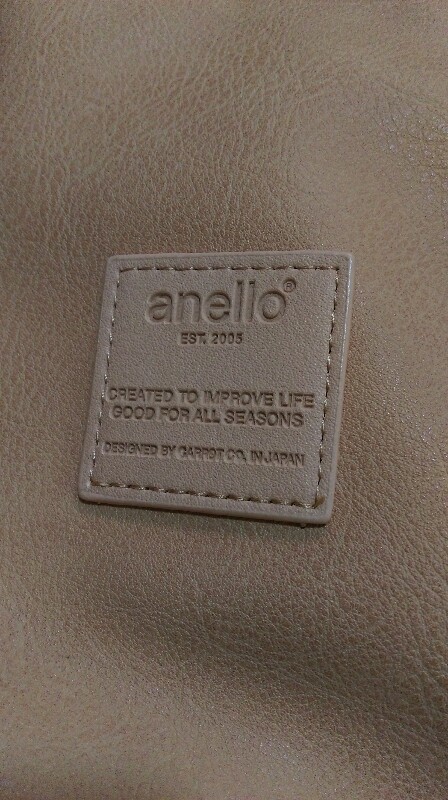 anello®
EST. 2005
CREATED TO IMPROVE LIFE
GOOD FOR ALL SEASONS
DESIGNED BY CARROT CO. IN JAPAN